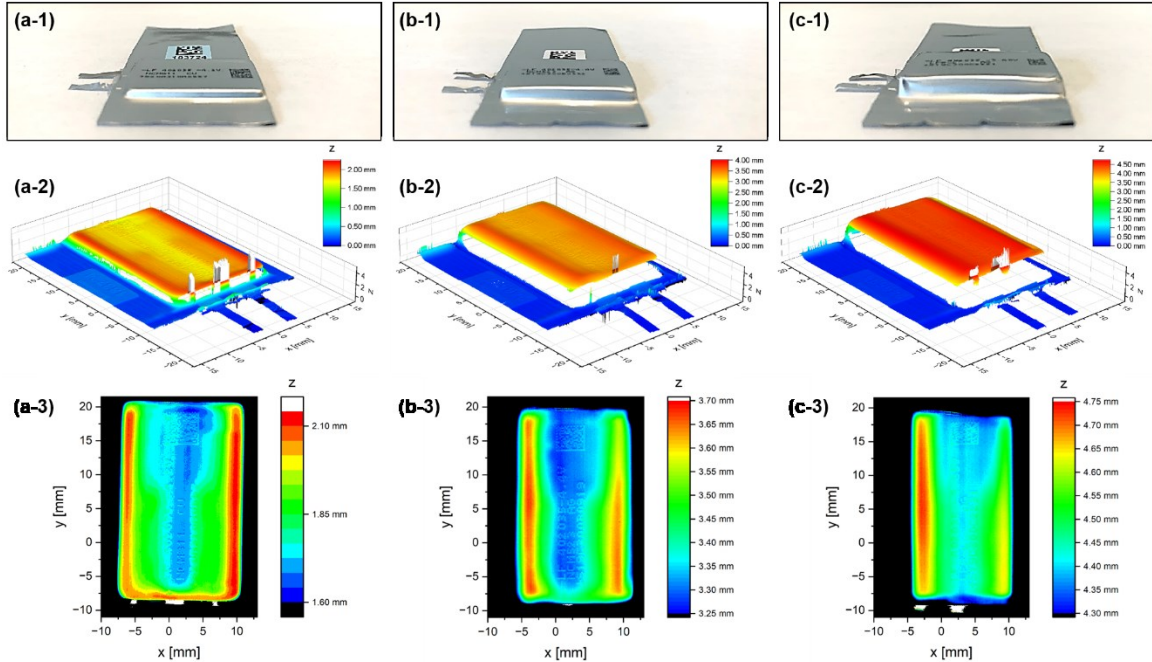 (a-1)
(b-1)
(c-1)
103724
(a-2)
z
2.00 mm
1.50 mm
1.00 mm
0.50 mm
0.00 mm
(b-2)
z
4.00 mm
3.50 mm
3.00 mm
2.50 mm
2.00 mm
1.50 mm
1.00 mm
0.50 mm
0.00 mm
(c-2)
z
4.50 mm
4.00 mm
3.50 mm
3.00 mm
2.50 mm
2.00 mm
1.50 mm
1.00 mm
0.50 mm
0.00 mm
y [mm]
x [mm]
y [mm]
x [mm]
y [mm]
x [mm]
(a-3)
z
20
15
10
5
0
-5
-10
y [mm]
-10 -5 0 5 10
x [mm]
2.10 mm
1.85 mm
1.60 mm
(b-3)
z
20
15
10
5
0
-5
-10
y [mm]
-10 -5 0 5 10
x [mm]
3.70 mm
3.65 mm
3.60 mm
3.55 mm
3.50 mm
3.45 mm
3.40 mm
3.35 mm
3.30 mm
3.25 mm
(c-3)
z
20
15
10
5
0
-5
-10
y [mm]
-10 -5 0 5 10
x [mm]
4.75 mm
4.70 mm
4.65 mm
4.60 mm
4.55 mm
4.50 mm
4.45 mm
4.40 mm
4.35 mm
4.30 mm